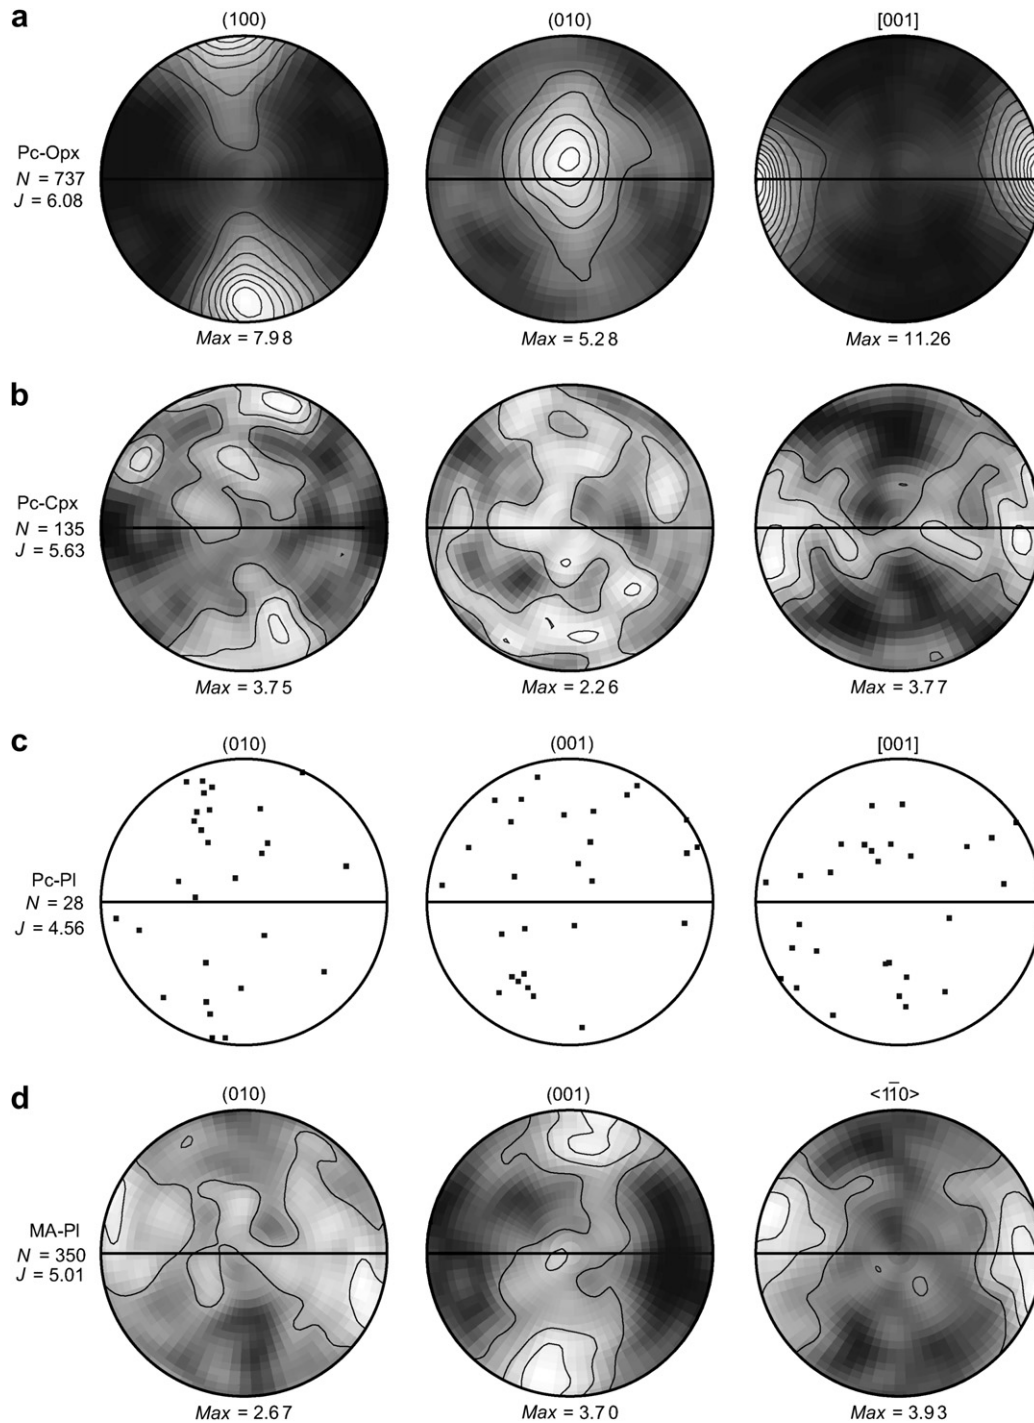 a
(100) (010) [001]
Pc-Opx
N = 737
J = 6.08
Max = 7.98 Max = 5.28 Max = 11.26
b
Pc-Cpx
N = 135
J = 5.63
Max = 3.75 Max = 2.26 Max = 3.77
c
(010) (001) [001]
Pc-Pl
N = 28
J = 4.56
d
(010) (001) <11̅0>
MA-Pl
N = 350
J = 5.01
Max = 2.67 Max = 3.70 Max = 3.93